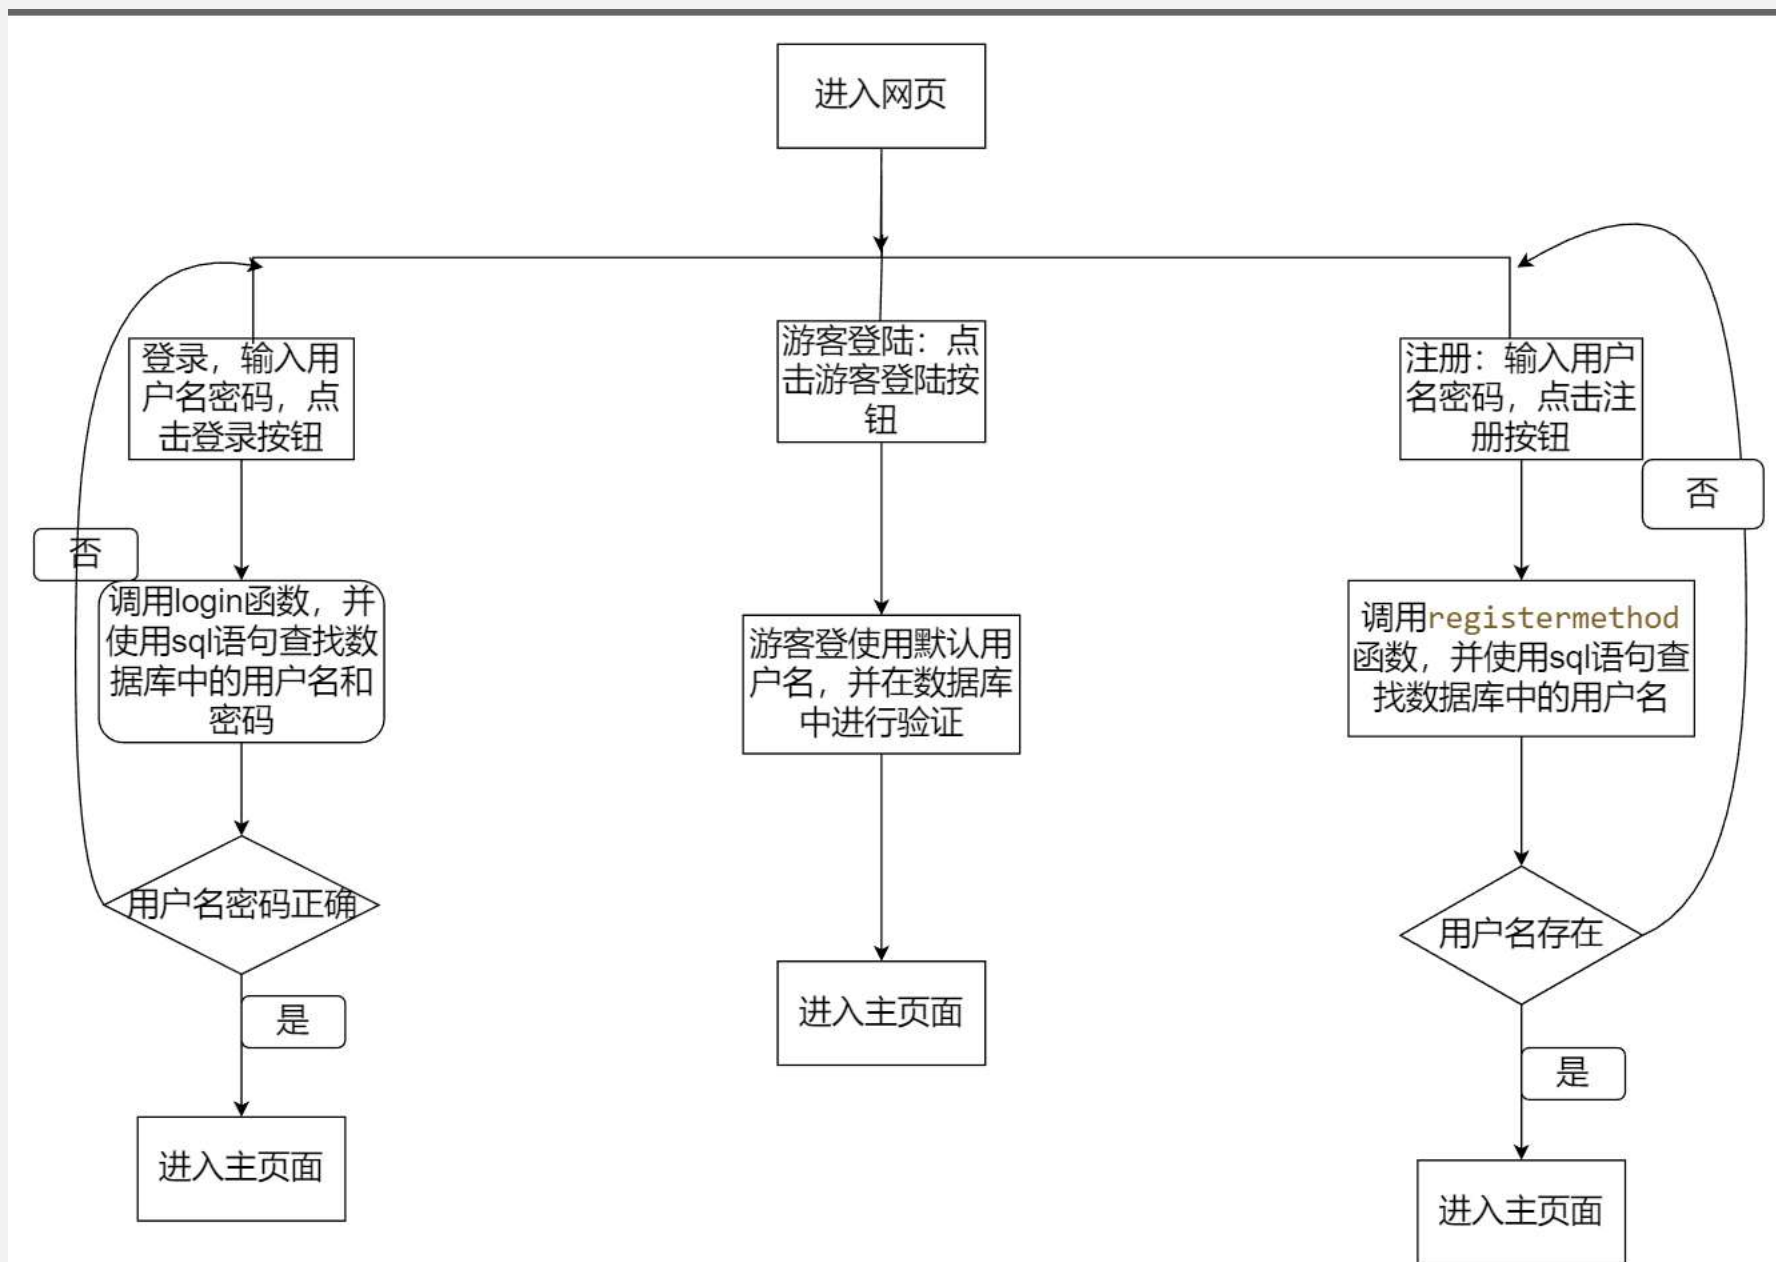 进入网页
登录，输入用
户名密码，点
击登录按钮
游客登陆：点
击游客登陆按
钮
注册：输入用户
名密码，点击注
册按钮
否
否
调用login函数，并
使用sql语句查找数
据库中的用户名和
密码
游客登使用默认用
户名，并在数据库
中进行验证
调用registermethod
函数，并使用sql语句查
找数据库中的用户名
用户名密码正确
用户名存在
是
进入主页面
是
进入主页面
进入主页面